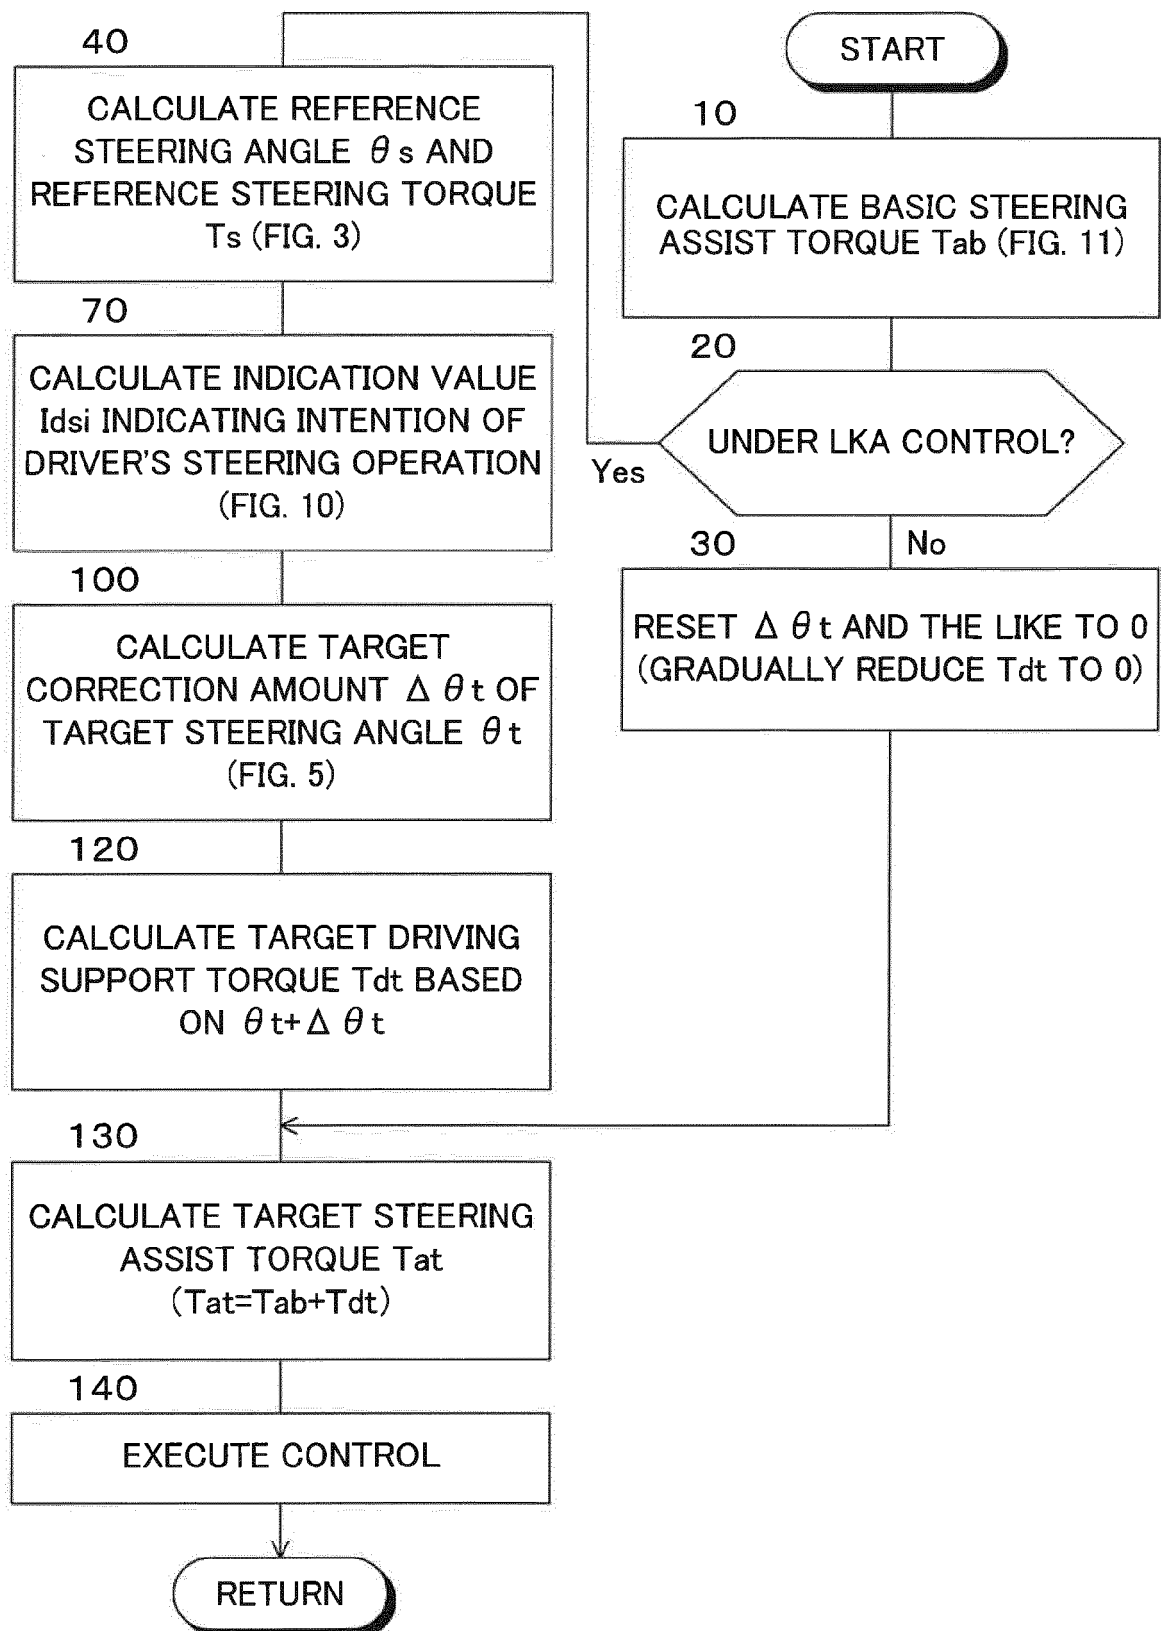 START
10
CALCULATE BASIC STEERING
ASSIST TORQUE Tab (FIG. 11)
20
UNDER LKA CONTROL?
Yes
No
30
RESET Δθt AND THE LIKE TO 0
(GRADUALLY REDUCE Tdt TO 0)
40
CALCULATE REFERENCE
STEERING ANGLE θs AND
REFERENCE STEERING TORQUE
Ts (FIG. 3)
70
CALCULATE INDICATION VALUE
Idsi INDICATING INTENTION OF
DRIVER'S STEERING OPERATION
(FIG. 10)
100
CALCULATE TARGET
CORRECTION AMOUNT Δθt OF
TARGET STEERING ANGLE θt
(FIG. 5)
120
CALCULATE TARGET DRIVING
SUPPORT TORQUE Tdt BASED
ON θt+Δθt
130
CALCULATE TARGET STEERING
ASSIST TORQUE Tat
(Tat=Tab+Tdt)
140
EXECUTE CONTROL
RETURN